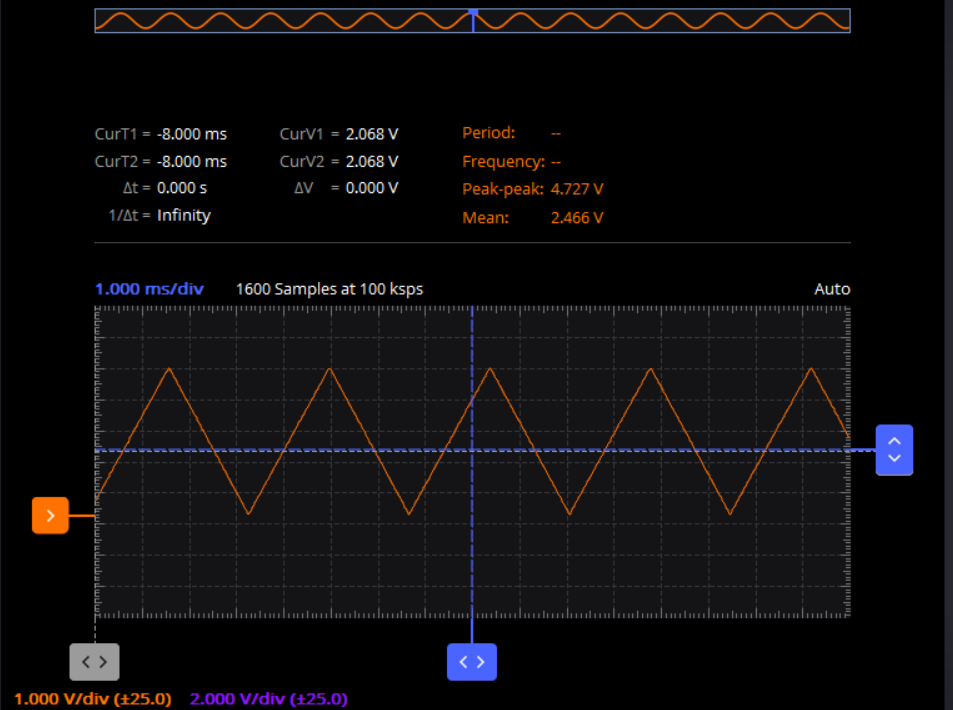 CurT1 = -8.000 ms CurV1 = 2.068 V Period: --
CurT2 = -8.000 ms CurV2 = 2.068 V Frequency: --
Δt = 0.000 s ΔV = 0.000 V Peak-peak: 4.727 V
1/Δt = Infinity Mean: 2.466 V
1.000 ms/div 1600 Samples at 100 ksps Auto
1.000 V/div (±25.0) 2.000 V/div (±25.0)